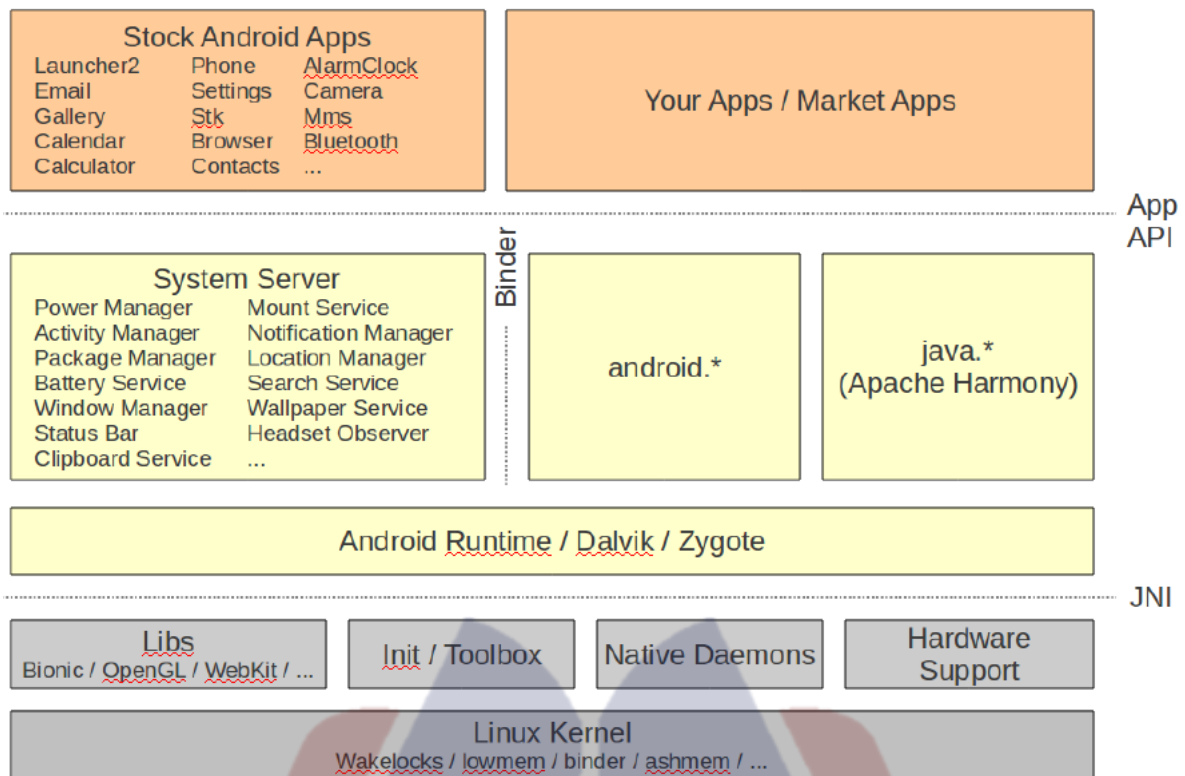 Stock Android Apps
Launcher2 Phone AlarmClock
Email Settings Camera
Gallery Stk Mms
Calendar Browser Bluetooth
Calculator Contacts ...
Your Apps / Market Apps
App
API
System Server
Power Manager Mount Service
Activity Manager Notification Manager
Package Manager Location Manager
Battery Service Search Service
Window Manager Wallpaper Service
Status Bar Headset Observer
Clipboard Service ...
Binder
android.*
java.*
(Apache Harmony)
Android Runtime / Dalvik / Zygote
JNI
Libs
Bionic / OpenGL / WebKit / ...
Init / Toolbox
Native Daemons
Hardware
Support
Linux Kernel
Wakelocks / lowmem / binder / ashmem / ...